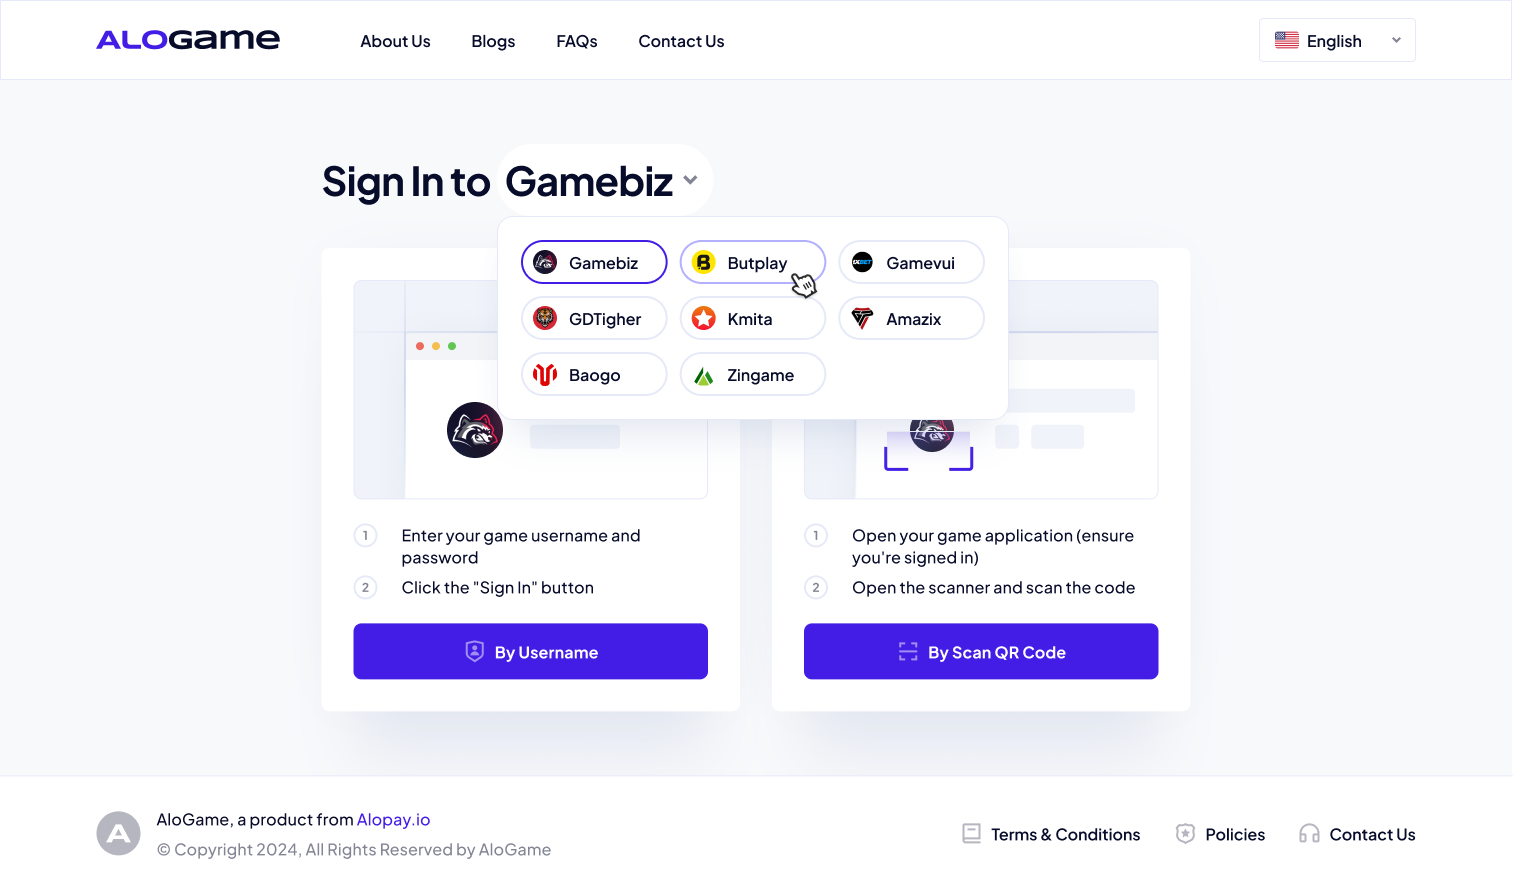 ALOGame
About Us
Blogs
FAQs
Contact Us
English
Sign In to Gamebiz
Gamebiz
Butplay
Gamevui
GDTigher
Kmita
Amazix
Baogo
Zingame
1
Enter your game username and
password
2
Click the "Sign In" button
By Username
1
Open your game application (ensure
you're signed in)
2
Open the scanner and scan the code
By Scan QR Code
A
AloGame, a product from Alopay.io
© Copyright 2024, All Rights Reserved by AloGame
Terms & Conditions
Policies
Contact Us